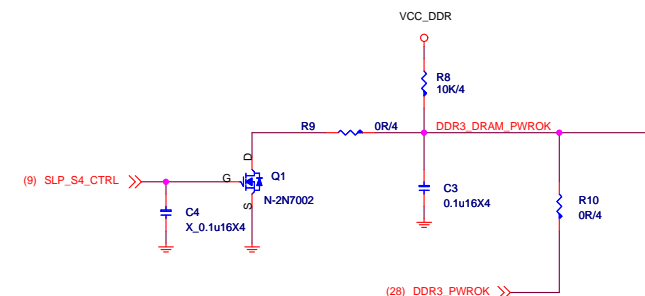 VCC_DDR
R8
10K/4
R9 0R/4 DDR3_DRAM_PWROK
D
(9) SLP_S4_CTRL G Q1
N-2N7002
S
C3
0.1u16X4
R10
0R/4
C4
X_0.1u16X4
(28) DDR3_PWROK